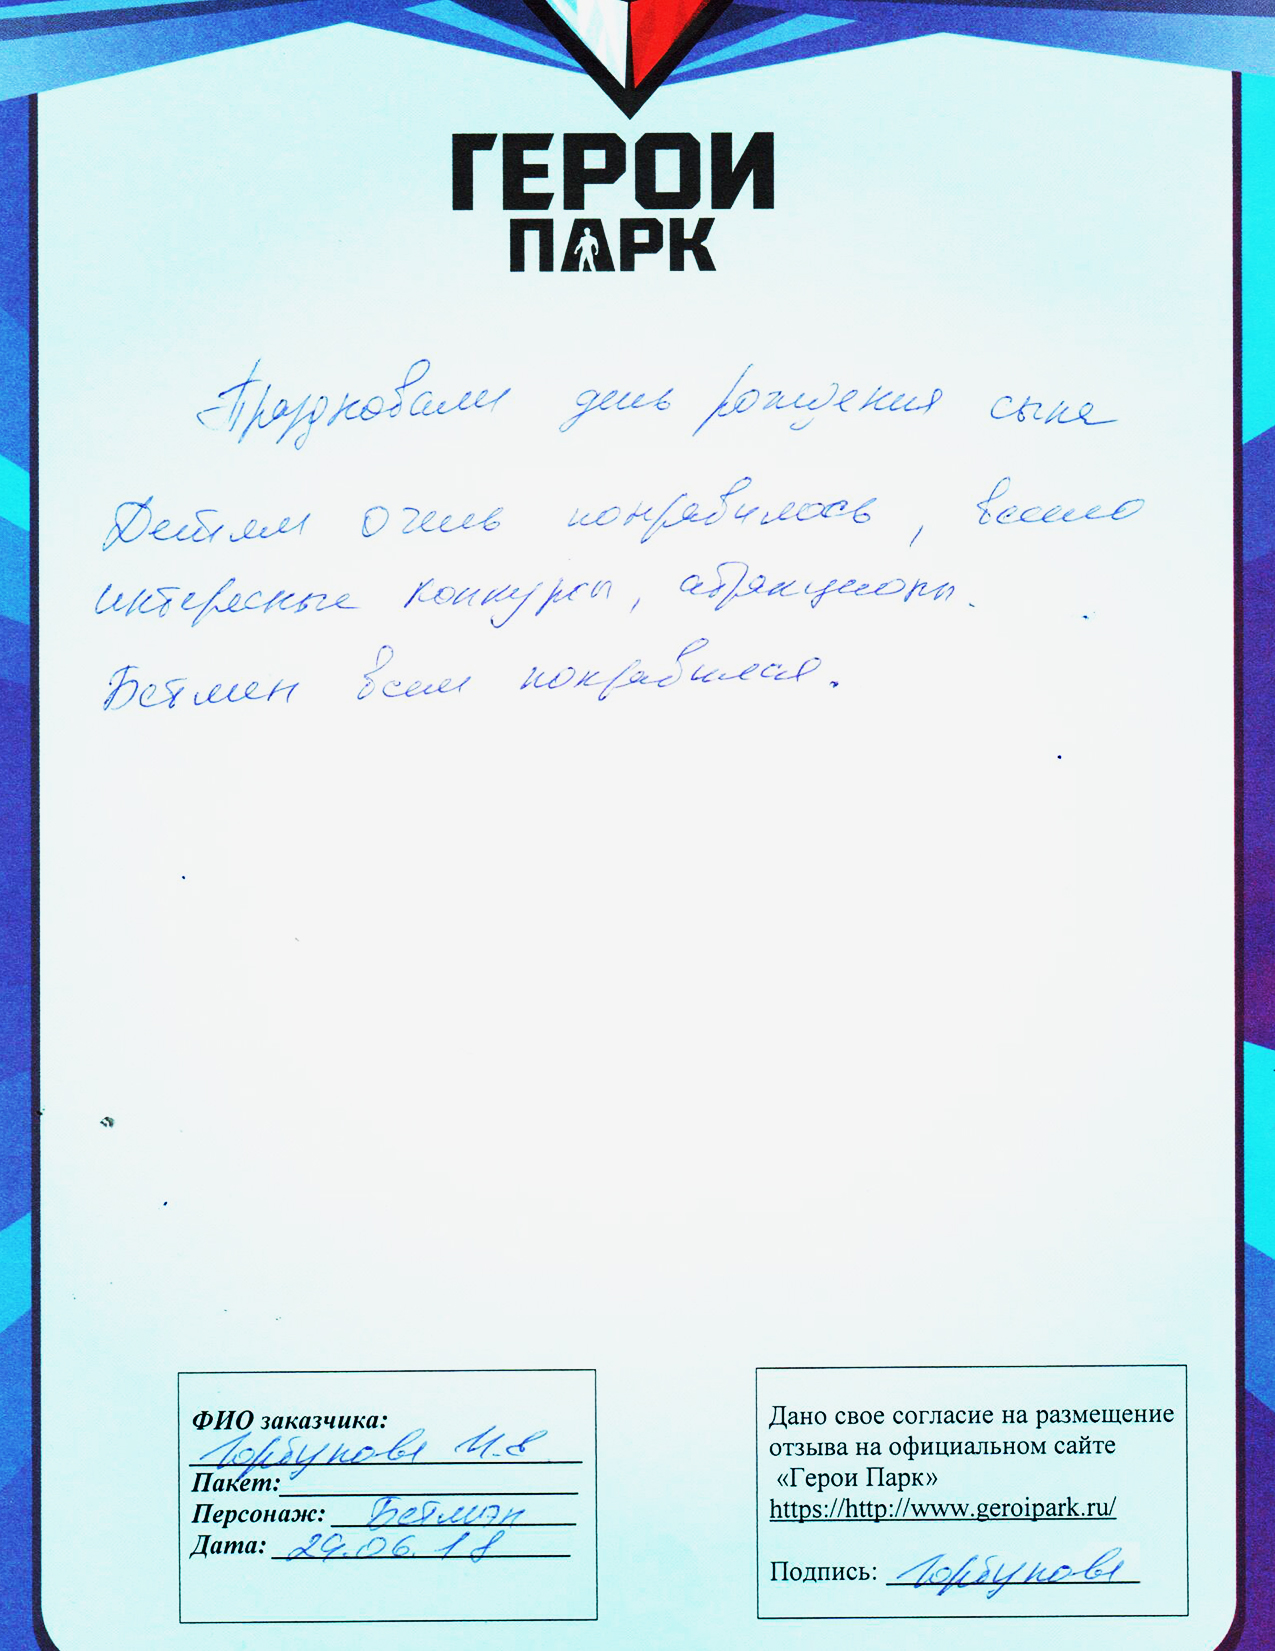 ГЕРОИ
ПАРК
Праздновали день рождения сына
Детям очень понравилось, было
интересные конкурсы, атракционы.
Бетмен всем понравился.
ФИО заказчика:
Горбунова И.В
Пакет:
Персонаж: Бетмэн
Дата: 29.06.18
Дано свое согласие на размещение
отзыва на официальном сайте
«Герои Парк»
https://http://www.geroipark.ru/
Подпись: Горбунова